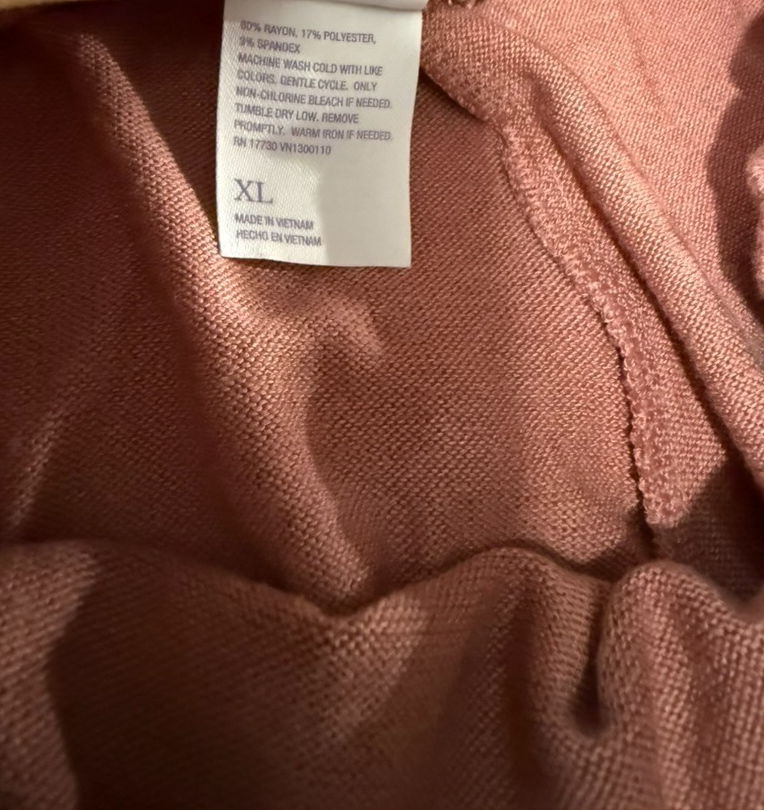 80% RAYON, 17% POLYESTER,
3% SPANDEX
MACHINE WASH COLD WITH LIKE
COLORS. GENTLE CYCLE. ONLY
NON-CHLORINE BLEACH IF NEEDED.
TUMBLE DRY LOW. REMOVE
PROMPTLY. WARM IRON IF NEEDED.
RN 17730 VN1300110
XL
MADE IN VIETNAM
HECHO EN VIETNAM